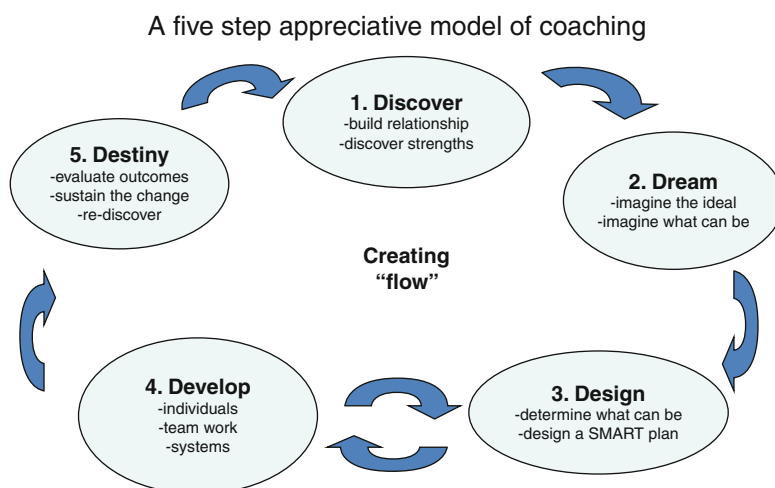 A five step appreciative model of coaching
1. Discover
-build relationship
-discover strengths
2. Dream
-imagine the ideal
-imagine what can be
3. Design
-determine what can be
-design a SMART plan
4. Develop
-individuals
-team work
-systems
5. Destiny
-evaluate outcomes
-sustain the change
-re-discover
Creating
“flow”